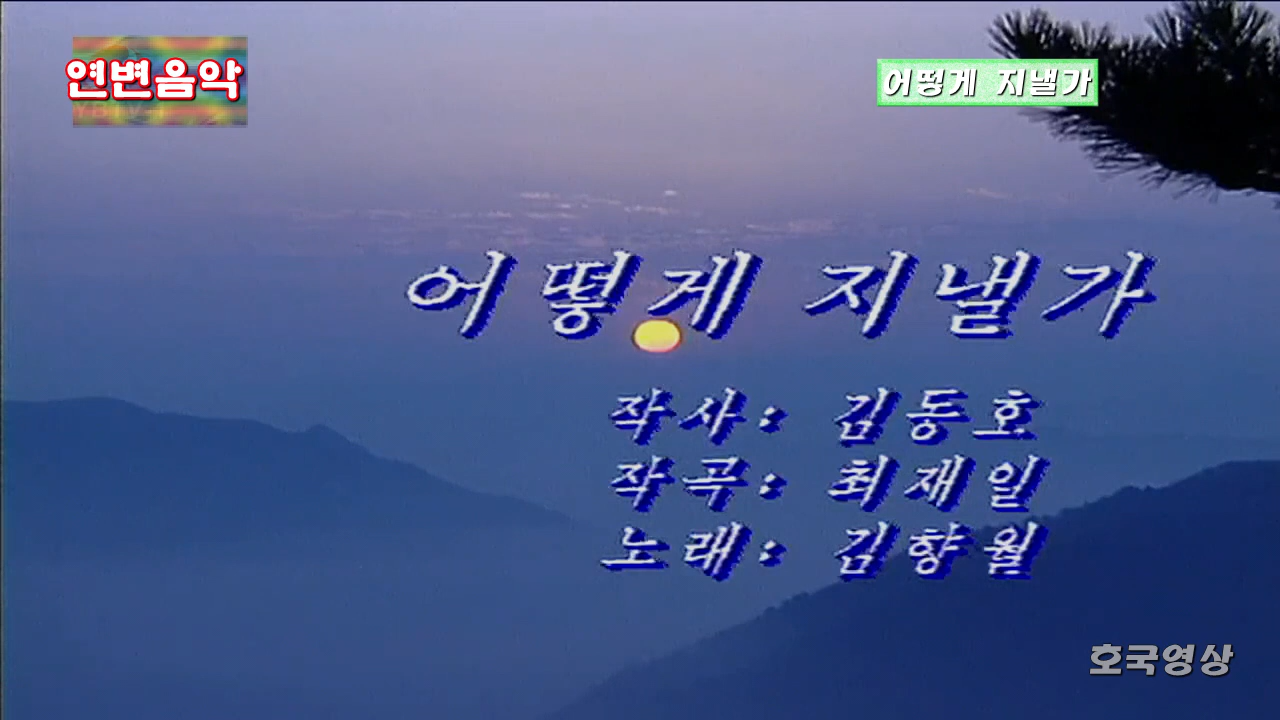 연변음악
어떻게 지낼가
어떻게 지낼가
작사: 김동호
작곡: 최재일
노래: 김향월
호국영상